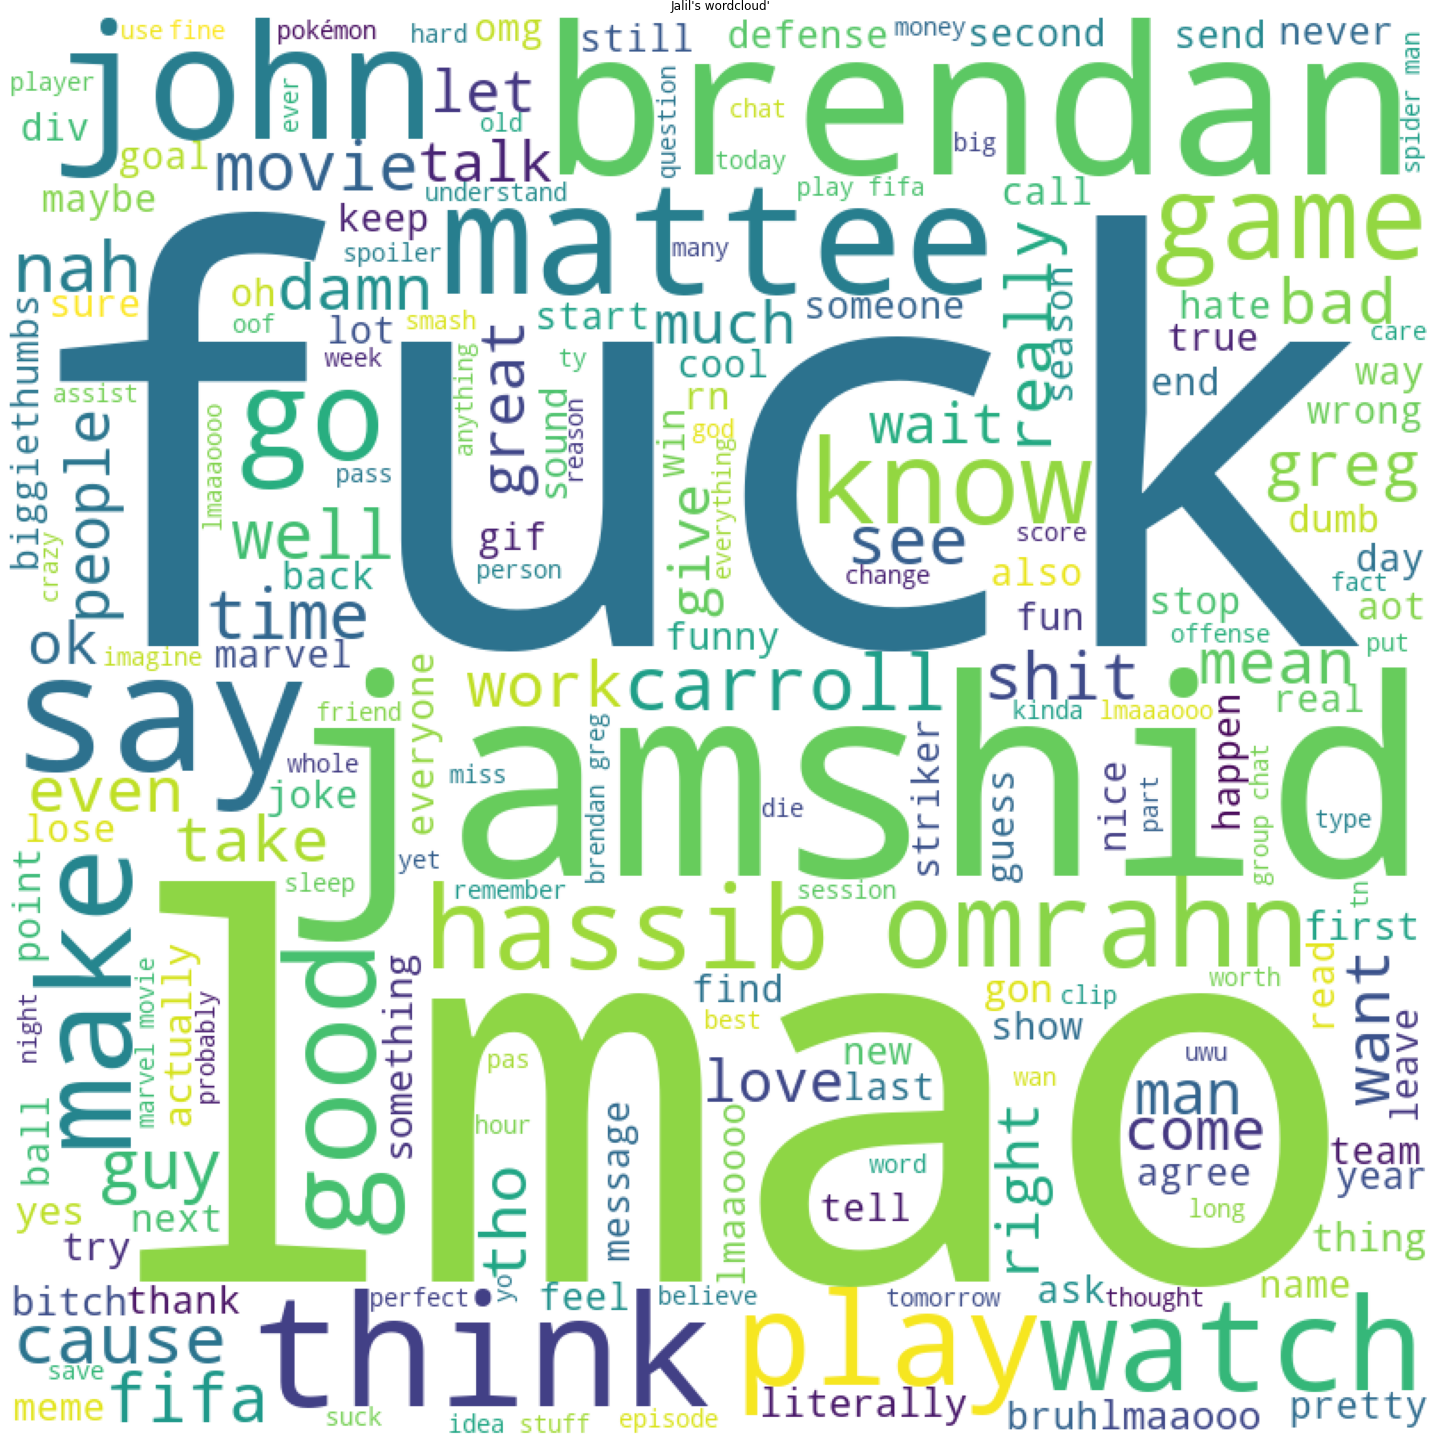 Jalil's wordcloud'
john
use
fine
pokémon
hard
omg
still
brendan
defense
money
second
send
never
player
div
goal
ever
let
old
question
chat
today
big
spider man
maybe
movie
talk
understand
play fifa
call
game
nah
keep
spoiler
mattee
many
really
sure
oh
oof
damn
lot
smash
start
much
someone
season
hate
bad
true
care
fuck
week
great
anything
ty
cool
end
way
biggiethumbs
assist
people
go
lmaaaoooo
pass
sound
reason
rn
win
god
everything
wait
know
wrong
greg
dumb
crazy
well
back
gif
person
give
see
change
score
also
day
fact
time
fun
stop
aot
ok
imagine
marvel
funny
offense
put
say
work
carroll
shit
mean
friend
everyone
kinda
lmaaaooo
real
jamshid
whole
miss
brendan greg
die
striker
guess
nice
part
happen
group chat
type
even
joke
lose
take
yet
sleep
remember
session
tn
point
make
good
hassib omrahn
first
night
marvel movie
actually
probably
something
find
gon
clip
worth
read
want
best
show
lmao
pas
love
new
last
wan
uwu
man
leave
ball
hour
message
lmaaoooo
come
team
guy
tho
word
agree
year
right
tell
long
yes
next
thing
try
yo
bitch
thank
perfect
feel
believe
tomorrow
ask
thought
name
cause
think
play
watch
save
meme
fifa
suck
idea
stuff
episode
literally
bruh
lmaaooo
pretty